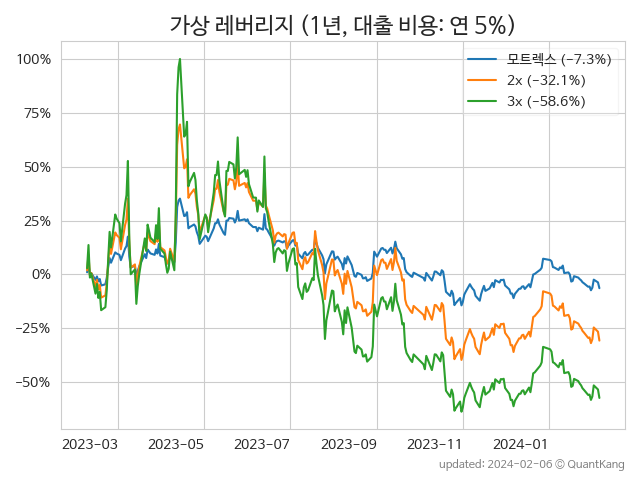 가상 레버리지 (1년, 대출 비용: 연 5%)
모트렉스 (−7.3%)
2x (−32.1%)
3x (−58.6%)
100%
75%
50%
25%
0%
−25%
−50%
2023-03
2023-05
2023-07
2023-09
2023-11
2024-01
updated: 2024-02-06 © QuantKang